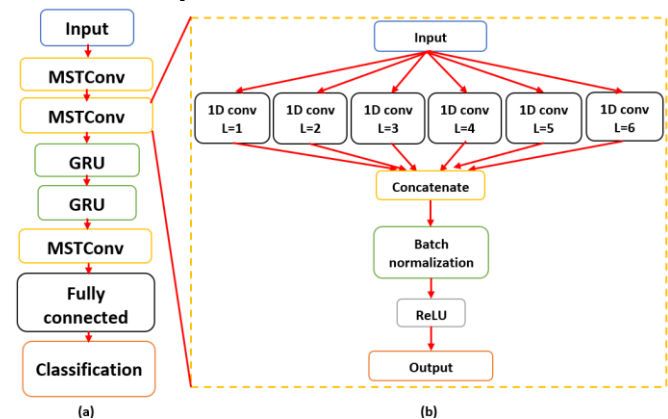 Input
MSTConv
MSTConv
GRU
GRU
MSTConv
Fully
connected
Classification
(a)
Input
1D conv
L=1
1D conv
L=2
1D conv
L=3
1D conv
L=4
1D conv
L=5
1D conv
L=6
Concatenate
Batch
normalization
ReLU
Output
(b)